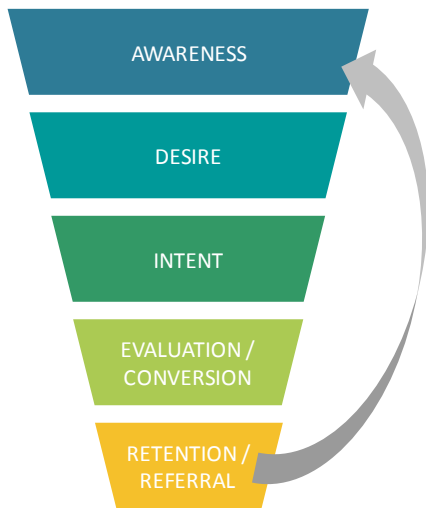 AWARENESS
DESIRE
INTENT
EVALUATION /
CONVERSION
RETENTION /
REFERRAL